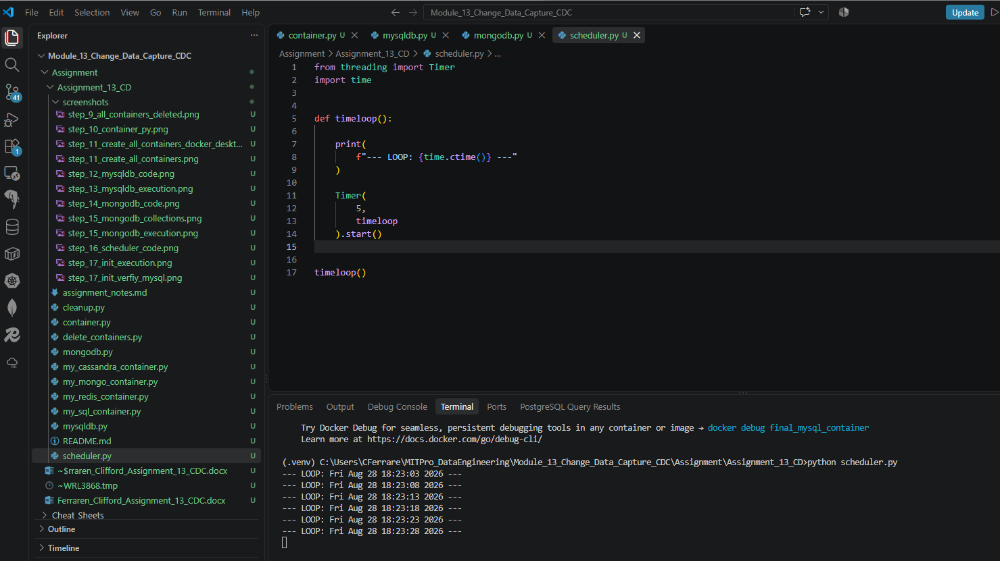 File Edit Selection View Go Run Terminal Help
Module_13_Change_Data_Capture_CDC
Update
Explorer
Module_13_Change_Data_Capture_CDC
Assignment
Assignment_13_CD
screenshots
step_9_all_containers_deleted.png U
step_10_container_py.png U
step_11_create_all_containers_docker_deskt... U
step_11_create_all_containers.png U
step_12_mysqldb_code.png U
step_13_mysqldb_execution.png U
step_14_mongodb_code.png U
step_15_mongodb_collections.png U
step_15_mongodb_execution.png U
step_16_scheduler_code.png U
step_17_init_execution.png U
step_17_init_verfiy_mysql.png U
assignment_notes.md U
cleanup.py U
container.py U
delete_containers.py U
mongodb.py U
my_cassandra_container.py U
my_mongo_container.py U
my_redis_container.py U
my_sql_container.py U
mysqldb.py U
README.md U
scheduler.py U
~$rraren_Clifford_Assignment_13_CDC.docx U
~WRL3868.tmp U
Ferraren_Clifford_Assignment_13_CDC.docx U
Cheat Sheets
Outline
Timeline
41
1
CQL
container.py U mysqldb.py U mongodb.py U scheduler.py U
Assignment > Assignment_13_CD > scheduler.py > ...
1 from threading import Timer
2 import time
3
4
5 def timeloop():
6
7 print(
8 f"--- LOOP: {time.ctime()} ---"
9 )
10
11 Timer(
12 5,
13 timeloop
14 ).start()
15
16
17 timeloop()
Problems Output Debug Console Terminal Ports PostgreSQL Query Results
Try Docker Debug for seamless, persistent debugging tools in any container or image → docker debug final_mysql_container
Learn more at https://docs.docker.com/go/debug-cli/
(.venv) C:\Users\CFerrare\MITPro_DataEngineering\Module_13_Change_Data_Capture_CDC\Assignment\Assignment_13_CD>python scheduler.py
--- LOOP: Fri Aug 28 18:23:03 2026 ---
--- LOOP: Fri Aug 28 18:23:08 2026 ---
--- LOOP: Fri Aug 28 18:23:13 2026 ---
--- LOOP: Fri Aug 28 18:23:18 2026 ---
--- LOOP: Fri Aug 28 18:23:23 2026 ---
--- LOOP: Fri Aug 28 18:23:28 2026 ---